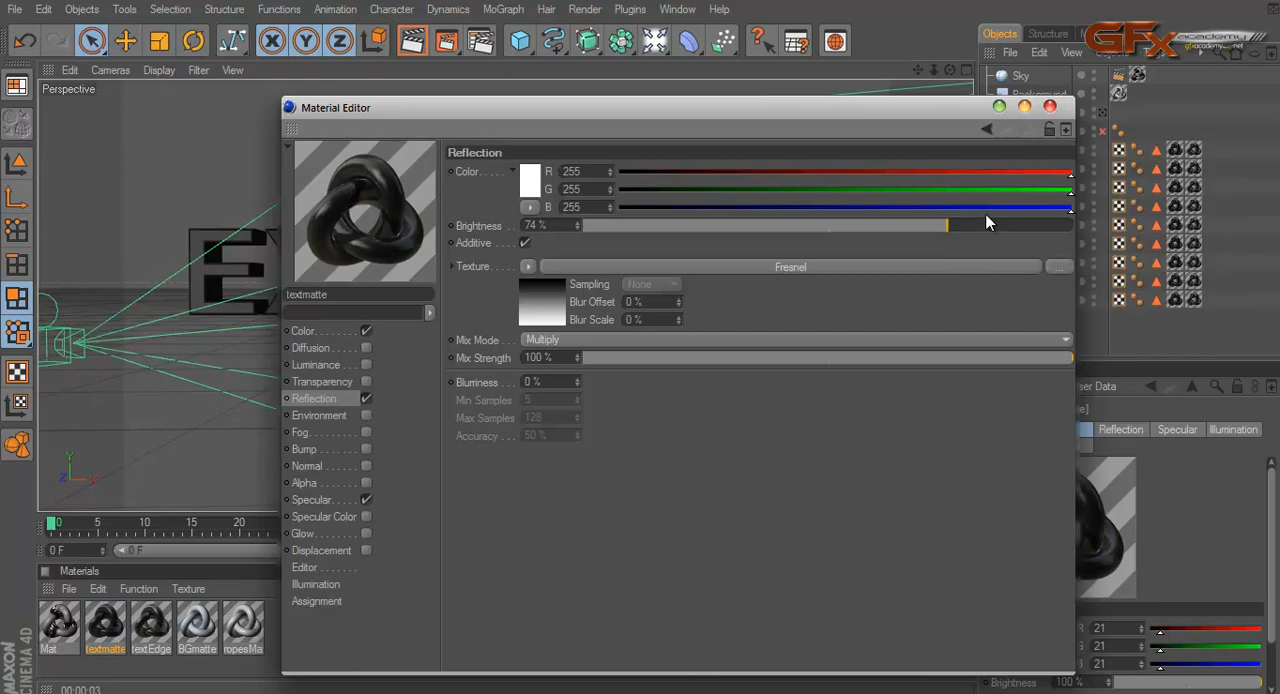 File Edit Objects Tools Selection Structure Functions Animation Character Dynamics MoGraph Hair Render Plugins Window Help
X Y Z
GFx
academy
gfxacademy.net
Objects Structure
File Edit View Objects
Edit Cameras Display Filter View
Perspective
Sky
Background
E
Material Editor
Reflection
Color R 255
G 255
B 255
Brightness 74 %
Additive
Texture Fresnel ...
Sampling None
Blur Offset 0 %
Blur Scale 0 %
Mix Mode Multiply
Mix Strength 100 %
Blurriness 0 %
Min Samples 5
Max Samples 128
Accuracy 50 %
textmatte
Color
Diffusion
Luminance
Transparency
Reflection
Environment
Fog
Bump
Normal
Alpha
Specular
Specular Color
Glow
Displacement
Editor
Illumination
Assignment
Y
Z X
0 5 10 15 20
0 F 0 F
Materials
File Edit Function Texture
Mat textmatte textEdge BGmatte ropesMa
00:00:03
MAXON
CINEMA 4D
ser Data
Reflection Specular Illumination
R 21
G 21
B 21
Brightness 100 %